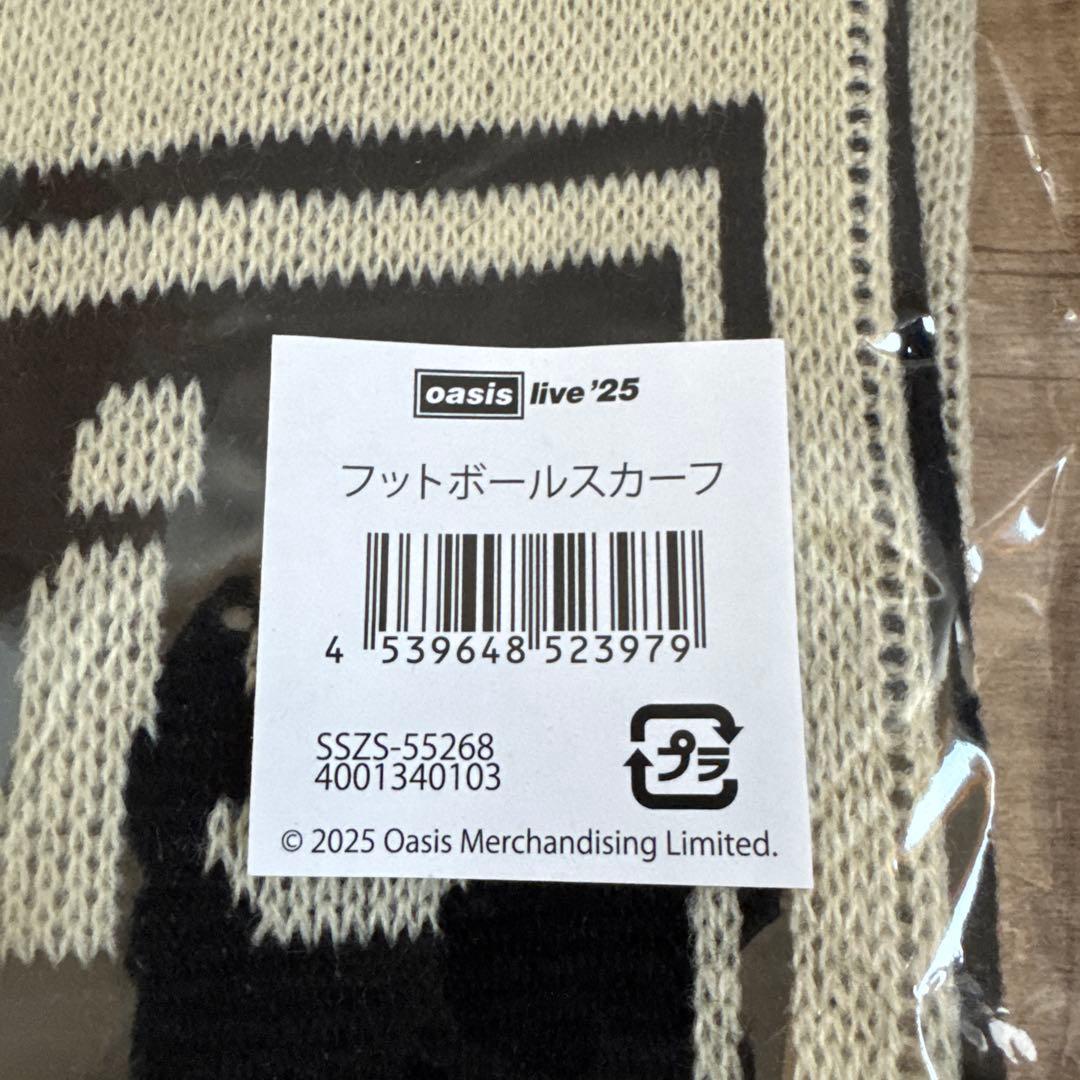 oasis live '25
フットボールスカーフ
4 539648 523979
SSZS-55268
4001340103
プラ
© 2025 Oasis Merchandising Limited.